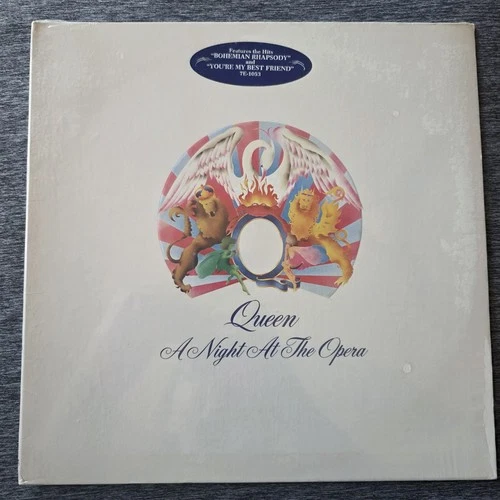 Features the Hits
"BOHEMIAN RHAPSODY"
and
"YOU'RE MY BEST FRIEND"
7E-1053
Queen
A Night At The Opera